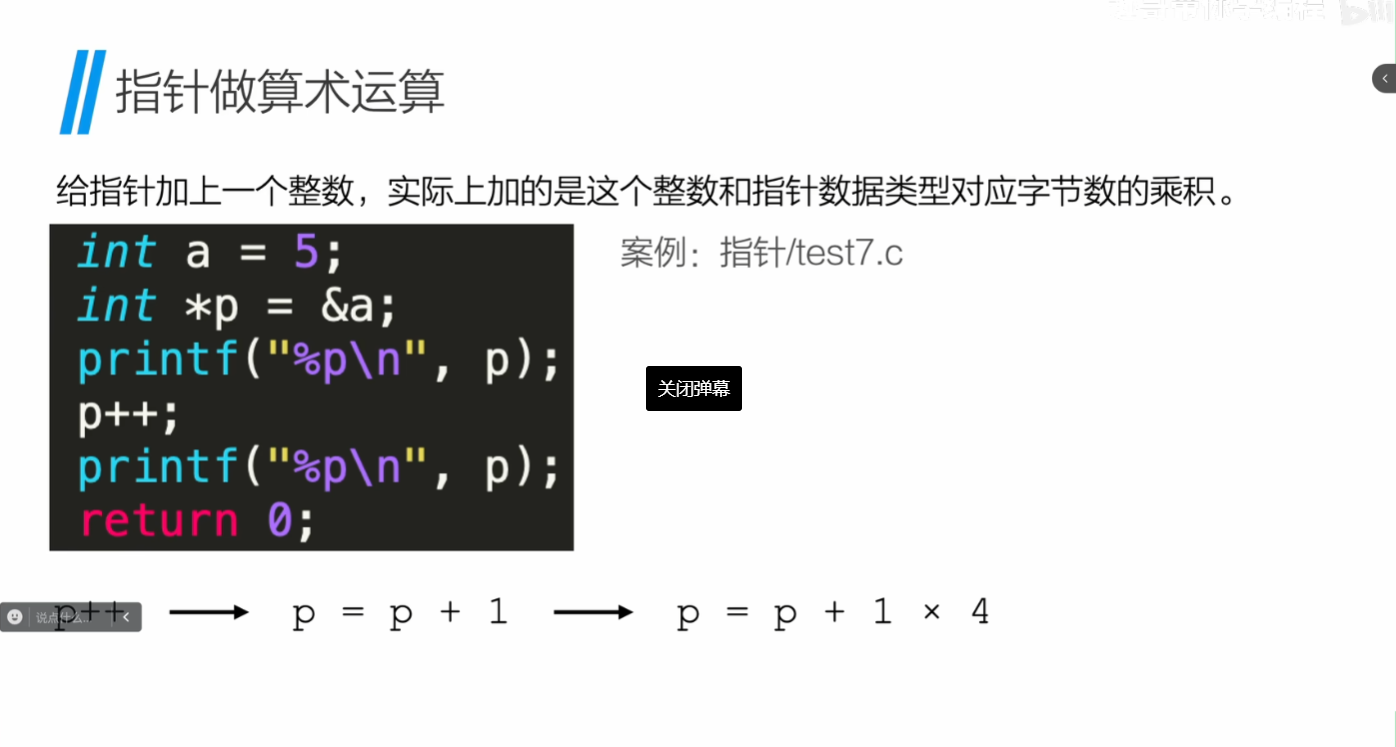 指针做算术运算
给指针加上一个整数，实际上加的是这个整数和指针数据类型对应字节数的乘积。
int a = 5;
int *p = &a;
printf("%p\n", p);
p++;
printf("%p\n", p);
return 0;
案例：指针/test7.c
关闭弹幕
p++ → p = p + 1 → p = p + 1 × 4
说点什么...